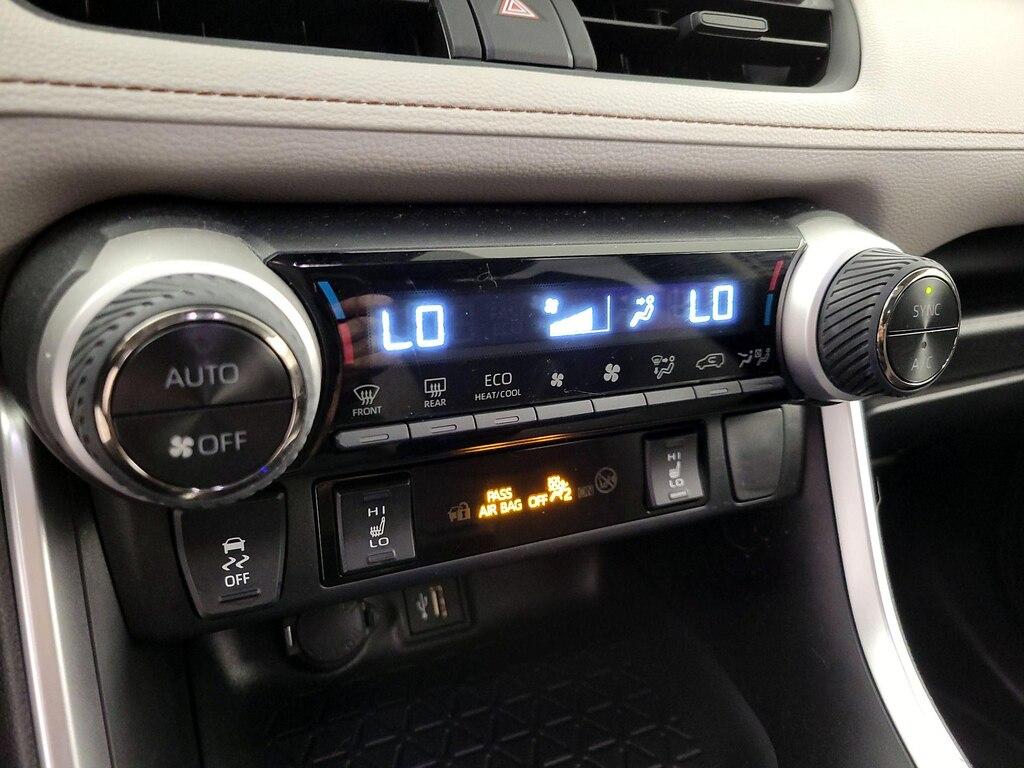 LO
LO
SYNC
A/C
AUTO
OFF
FRONT
REAR
ECO
HEAT/COOL
HI
LO
PASS
AIR BAG OFF 2
HI
LO
OFF